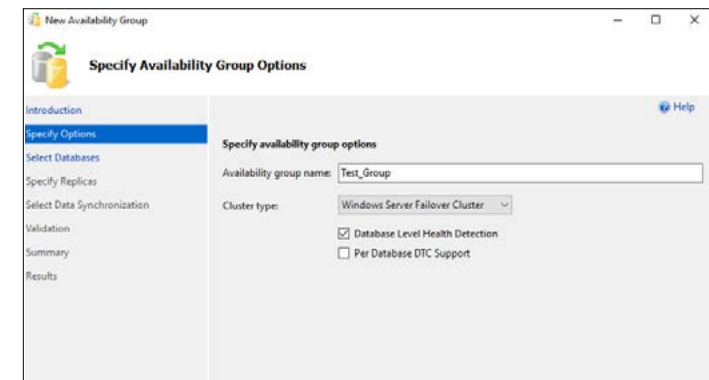 New Availability Group
Specify Availability Group Options
Help
Introduction
Specify Options
Select Databases
Specify Replicas
Select Data Synchronization
Validation
Summary
Results
Specify availability group options
Availability group name: Test_Group
Cluster type: Windows Server Failover Cluster
Database Level Health Detection
Per Database DTC Support